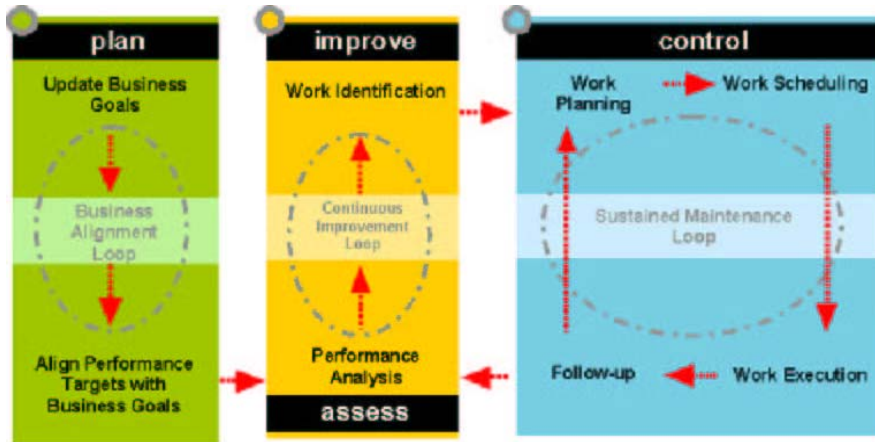 plan
Update Business
Goals
Business
Alignment
Loop
Align Performance
Targets with
Business Goals
improve
Work Identification
Continuous
Improvement
Loop
Performance
Analysis
assess
control
Work
Planning
Work Scheduling
Sustained Maintenance
Loop
Follow-up
Work Execution